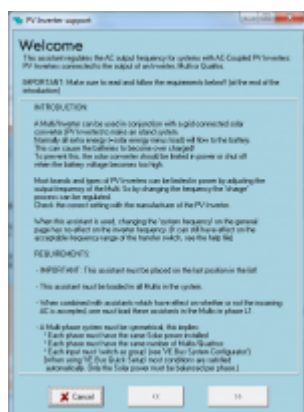 PV Inverter support
Welcome
This assistant regulates the AC output frequency for systems with AC Coupled PV Inverters
PV Inverters connected to the output of an Inverter, Multi or Quattro.
IMPORTANT: Make sure to read and follow the requirements below!! (at the end of the
introduction)
INTRODUCTION:
A Multi/Inverter can be used in conjunction with a grid connected solar
converter (PV Inverter) to make an island system.
Normally all extra energy (solar energy minus load) will flow to the battery.
This can cause the batteries to become over charged!
To prevent this, the solar converter should be limited in power or shut off
when the battery voltage becomes too high.
Most brands and types of PV Inverters can be limited in power by adjusting the
output frequency of the Multi. So by changing the frequency the "charge"
process can be regulated.
Check the correct setting with the manufacturer of the PV Inverter.
When this assistant is used, changing the 'system frequency' on the general
page has no effect on the inverter frequency. (It can still have effect on the
acceptable frequency range of the transfer switch, see the help file)
REQUIREMENTS:
- IMPORTANT: This assistant must be placed on the last position in the list!
- This assistant must be loaded in all Multis in the system.
- When combined with assistants which have effect on whether or not the incoming
AC is accepted, one must load these assistants in the Multis in phase L1.
- A Multi phase system must be symmetrical, this implies:
* Each phase must have the same Solar power installed
* Each phase must have the same number of Multis/Quattros
* Each input must 'switch as group' (see 'VE Bus System Configurator')
(when using 'VE Bus Quick Setup' most conditions are satisfied
automatically. Only the Solar power must be balanced per phase.)
Cancel
<<
>>